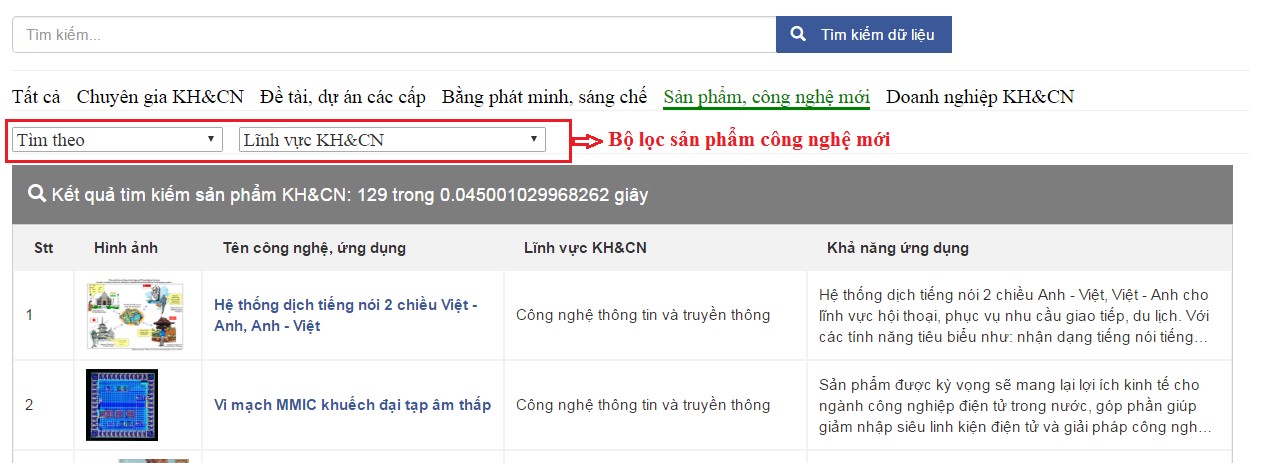 Tìm kiếm...
Tìm kiếm dữ liệu
Tất cả Chuyên gia KH&CN Đề tài, dự án các cấp Bằng phát minh, sáng chế Sản phẩm, công nghệ mới Doanh nghiệp KH&CN
Tìm theo Lĩnh vực KH&CN Bộ lọc sản phẩm công nghệ mới
Kết quả tìm kiếm sản phẩm KH&CN: 129 trong 0.045001029968262 giây
Stt Hình ảnh Tên công nghệ, ứng dụng Lĩnh vực KH&CN Khả năng ứng dụng
1
Hệ thống dịch tiếng nói 2 chiều Việt -
Anh, Anh - Việt
Công nghệ thông tin và truyền thông
Hệ thống dịch tiếng nói 2 chiều Anh - Việt, Việt - Anh cho
lĩnh vực hội thoại, phục vụ nhu cầu giao tiếp, du lịch. Với
các tính năng tiêu biểu như: nhận dạng tiếng nói tiếng...
2
Vi mạch MMIC khuếch đại tạp âm thấp
Công nghệ thông tin và truyền thông
Sản phẩm được kỳ vọng sẽ mang lại lợi ích kinh tế cho
ngành công nghiệp điện tử trong nước, góp phần giúp
giảm nhập siêu linh kiện điện tử và giải pháp công ngh...